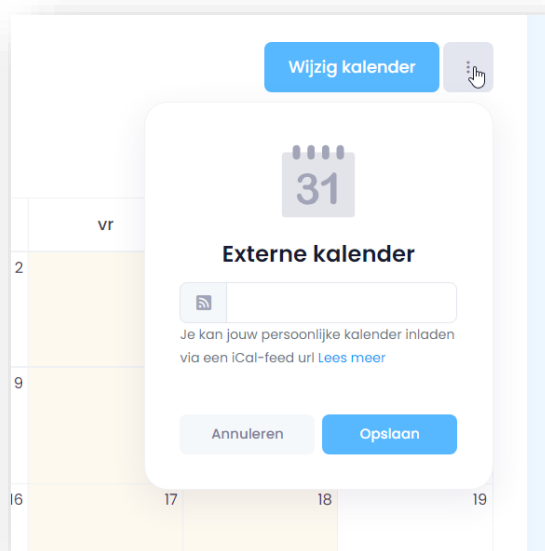 Wijzig kalender
31
Externe kalender
vr
2
Je kan jouw persoonlijke kalender inladen
via een iCal-feed url Lees meer
9
Annuleren
Opslaan
16
17
18
19